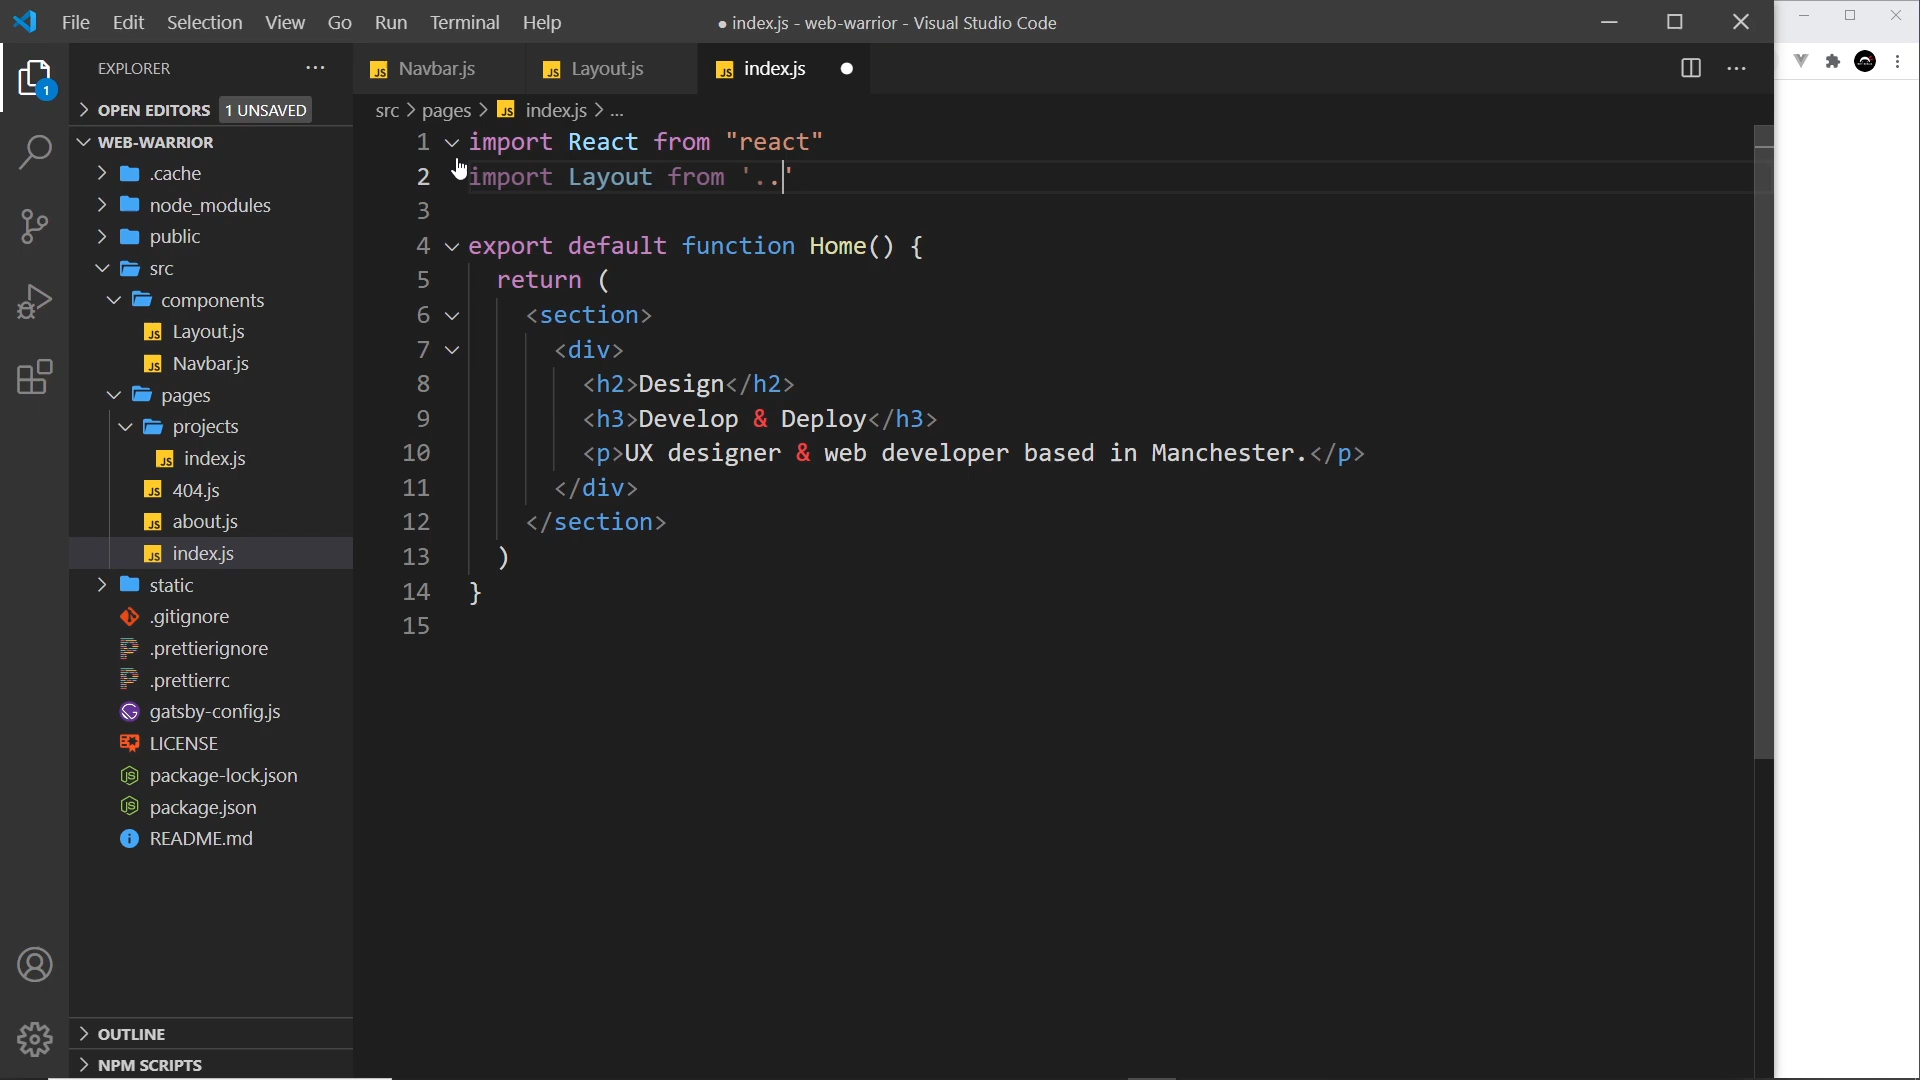 File Edit Selection View Go Run Terminal Help
● index.js - web-warrior - Visual Studio Code
EXPLORER
OPEN EDITORS 1 UNSAVED
WEB-WARRIOR
.cache
node_modules
public
src
components
Layout.js
Navbar.js
pages
projects
index.js
404.js
about.js
index.js
static
.gitignore
.prettierignore
.prettierrc
gatsby-config.js
LICENSE
package-lock.json
package.json
README.md
OUTLINE
NPM SCRIPTS
1
Navbar.js Layout.js index.js
src > pages > index.js > ...
1 import React from "react"
2 import Layout from '..'
3
4 export default function Home() {
5 return (
6 <section>
7 <div>
8 <h2>Design</h2>
9 <h3>Develop & Deploy</h3>
10 <p>UX designer & web developer based in Manchester.</p>
11 </div>
12 </section>
13 )
14 }
15